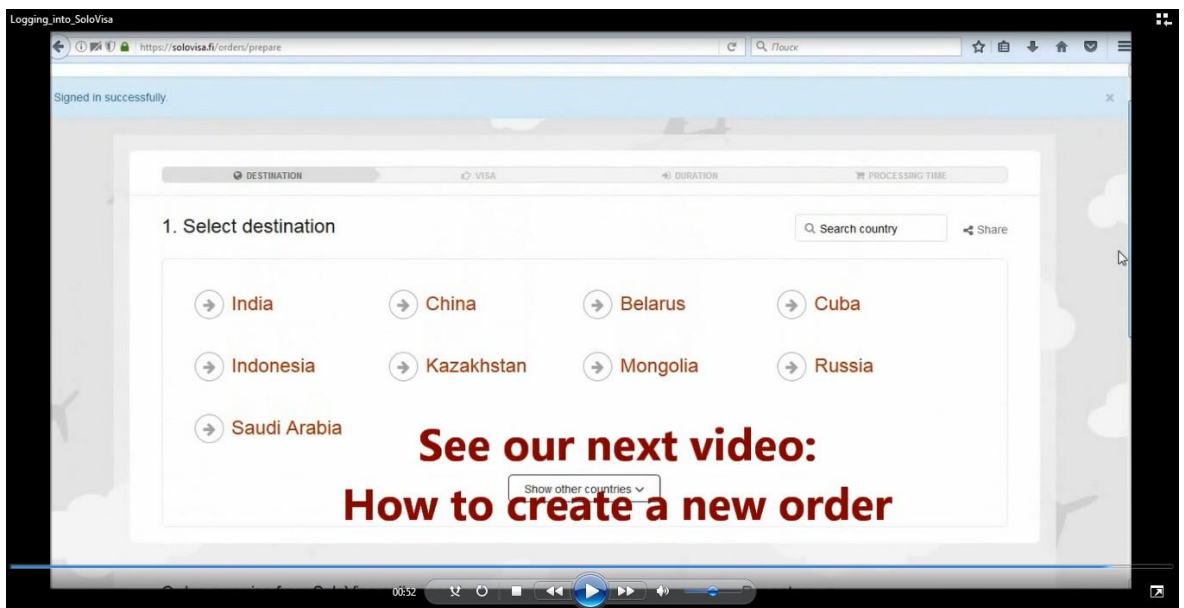 Logging_into_SoloVisa
https://solovisa.fi/orders/prepare
Поиск
Signed in successfully.
DESTINATION VISA DURATION PROCESSING TIME
1. Select destination
Search country
Share
India China Belarus Cuba
Indonesia Kazakhstan Mongolia Russia
Saudi Arabia
See our next video:
Show other countries
How to create a new order
00:52